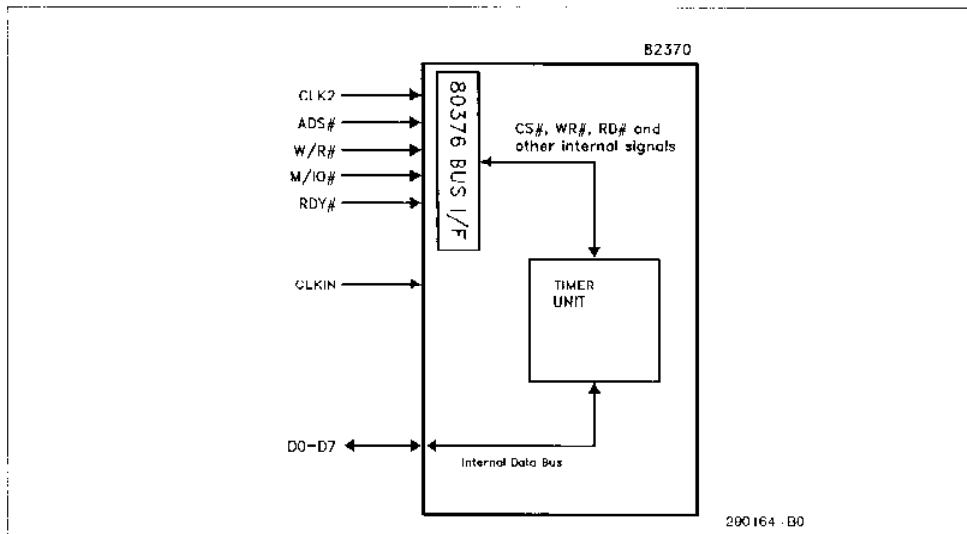 82370
CLK2
ADS#
W/R#
M/IO#
RDY#
80376 BUS I/F
CS#, WR#, RD# and
other internal signals
CLKIN
TIMER
UNIT
D0-D7
Internal Data Bus
290164-B0